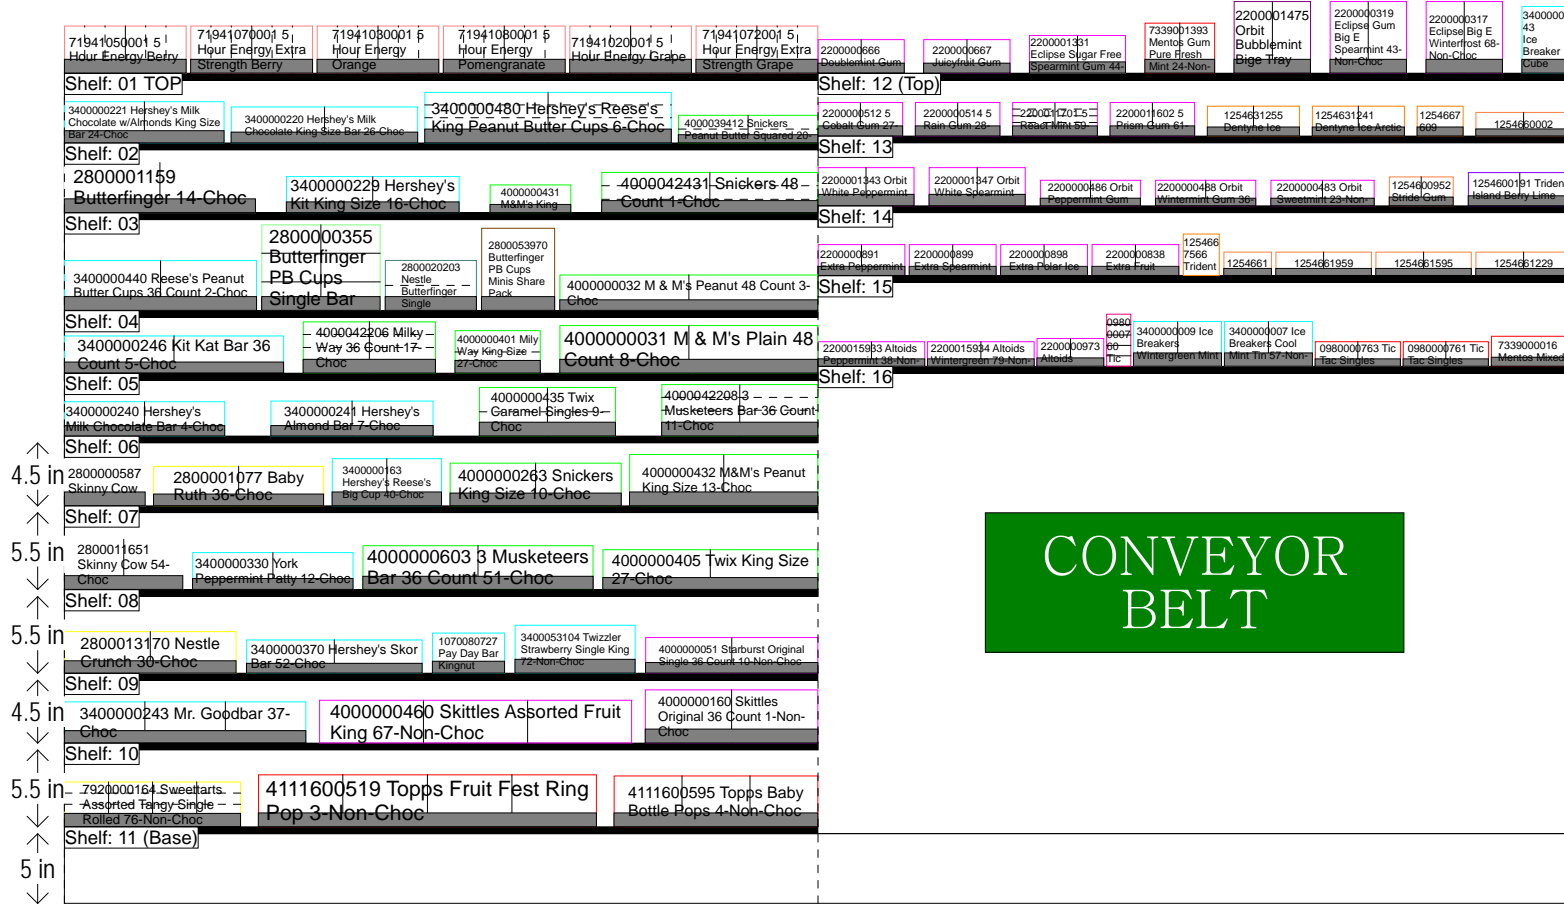 71941050001 5
Hour Energy Berry
71941070001 5
Hour Energy Extra
Strength Berry
71941030001 5
Hour Energy
Orange
71941080001 5
Hour Energy
Pomengranate
71941020001 5
Hour Energy Grape
71941072001 5
Hour Energy Extra
Strength Grape
Shelf: 01 TOP
3400000221 Hershey's Milk
Chocolate w/Almonds King Size
Bar 24-Choc
3400000220 Hershey's Milk
Chocolate King Size Bar 26-Choc
3400000480 Hershey's Reese's
King Peanut Butter Cups 6-Choc
4000039412 Snickers
Peanut Butter Squared 20-
Shelf: 02
2800001159
Butterfinger 14-Choc
3400000229 Hershey's
Kit King Size 16-Choc
4000000431
M&M's King
4000042431 Snickers 48
Count 1-Choc
Shelf: 03
3400000440 Reese's Peanut
Butter Cups 36 Count 2-Choc
2800000355
Butterfinger
PB Cups
Single Bar
2800020203
Nestle
Butterfinger
Single
2800053970
Butterfinger
PB Cups
Minis Share
Pack
4000000032 M & M's Peanut 48 Count 3-
Choc
Shelf: 04
3400000246 Kit Kat Bar 36
Count 5-Choc
4000042206 Milky
Way 36 Count 17-
Choc
4000000401 Mily
Way King Size
27-Choc
4000000031 M & M's Plain 48
Count 8-Choc
Shelf: 05
3400000240 Hershey's
Milk Chocolate Bar 4-Choc
3400000241 Hershey's
Almond Bar 7-Choc
4000000435 Twix
Caramel Singles 9-
Choc
4000042208 3
Musketeers Bar 36 Count
11-Choc
Shelf: 06
4.5 in
2800000587
Skinny Cow
2800001077 Baby
Ruth 36-Choc
3400000163
Hershey's Reese's
Big Cup 40-Choc
4000000263 Snickers
King Size 10-Choc
4000000432 M&M's Peanut
King Size 13-Choc
Shelf: 07
5.5 in
2800011651
Skinny Cow 54-
Choc
3400000330 York
Peppermint Patty 12-Choc
4000000603 3 Musketeers
Bar 36 Count 51-Choc
4000000405 Twix King Size
27-Choc
Shelf: 08
5.5 in
2800013170 Nestle
Crunch 30-Choc
3400000370 Hershey's Skor
Bar 52-Choc
1070080727
Pay Day Bar
Kingnut
3400053104 Twizzler
Strawberry Single King
72-Non-Choc
4000000051 Starburst Original
Single 36 Count 10-Non-Choc
Shelf: 09
4.5 in
3400000243 Mr. Goodbar 37-
Choc
4000000460 Skittles Assorted Fruit
King 67-Non-Choc
4000000160 Skittles
Original 36 Count 1-Non-
Choc
Shelf: 10
5.5 in
7920000164 Sweettarts
Assorted Tangy Single
Rolled 76-Non-Choc
4111600519 Topps Fruit Fest Ring
Pop 3-Non-Choc
4111600595 Topps Baby
Bottle Pops 4-Non-Choc
Shelf: 11 (Base)
5 in
2200000666
Doublemint Gum
2200000667
Juicyfruit Gum
2200001331
Eclipse Sugar Free
Spearmint Gum 44-
7339001393
Mentos Gum
Pure Fresh
Mint 24-Non-
2200001475
Orbit
Bubblemint
Bige Tray
2200000319
Eclipse Gum
Big E
Spearmint 43-
Non-Choc
2200000317
Eclipse Big E
Winterfrost 68-
Non-Choc
3400000
43
Ice
Breaker
Cube
Shelf: 12 (Top)
2200000512 5
Cobalt Gum 27-
2200000514 5
Rain Gum 28-
2200011701 5
React Mint 59-
2200011602 5
Prism Gum 61-
1254631255
Dentyne Ice
1254631241
Dentyne Ice Arctic
1254667
609
1254660002
Shelf: 13
2200001343 Orbit
White Peppermint
2200001347 Orbit
White Spearmint
2200000486 Orbit
Peppermint Gum
2200000488 Orbit
Wintermint Gum 36-
2200000483 Orbit
Sweetmint 23-Non-
1254600952
Stride Gum
1254600191 Triden
Island Berry Lime
Shelf: 14
2200000891
Extra Peppermint
2200000899
Extra Spearmint
2200000898
Extra Polar Ice
2200000838
Extra Fruit
125466
7566
Trident
1254661
1254661959
1254661595
1254661229
Shelf: 15
2200015933 Altoids
Peppermint 38-Non-
2200015934 Altoids
Wintergreen 79-Non-
2200000973
Altoids
0980
0007
60
Tic
3400000009 Ice
Breakers
Wintergreen Mint
3400000007 Ice
Breakers Cool
Mint Tin 57-Non-
0980000763 Tic
Tac Singles
0980000761 Tic
Tac Singles
7339000016
Mentos Mixed
Shelf: 16
CONVEYOR
BELT